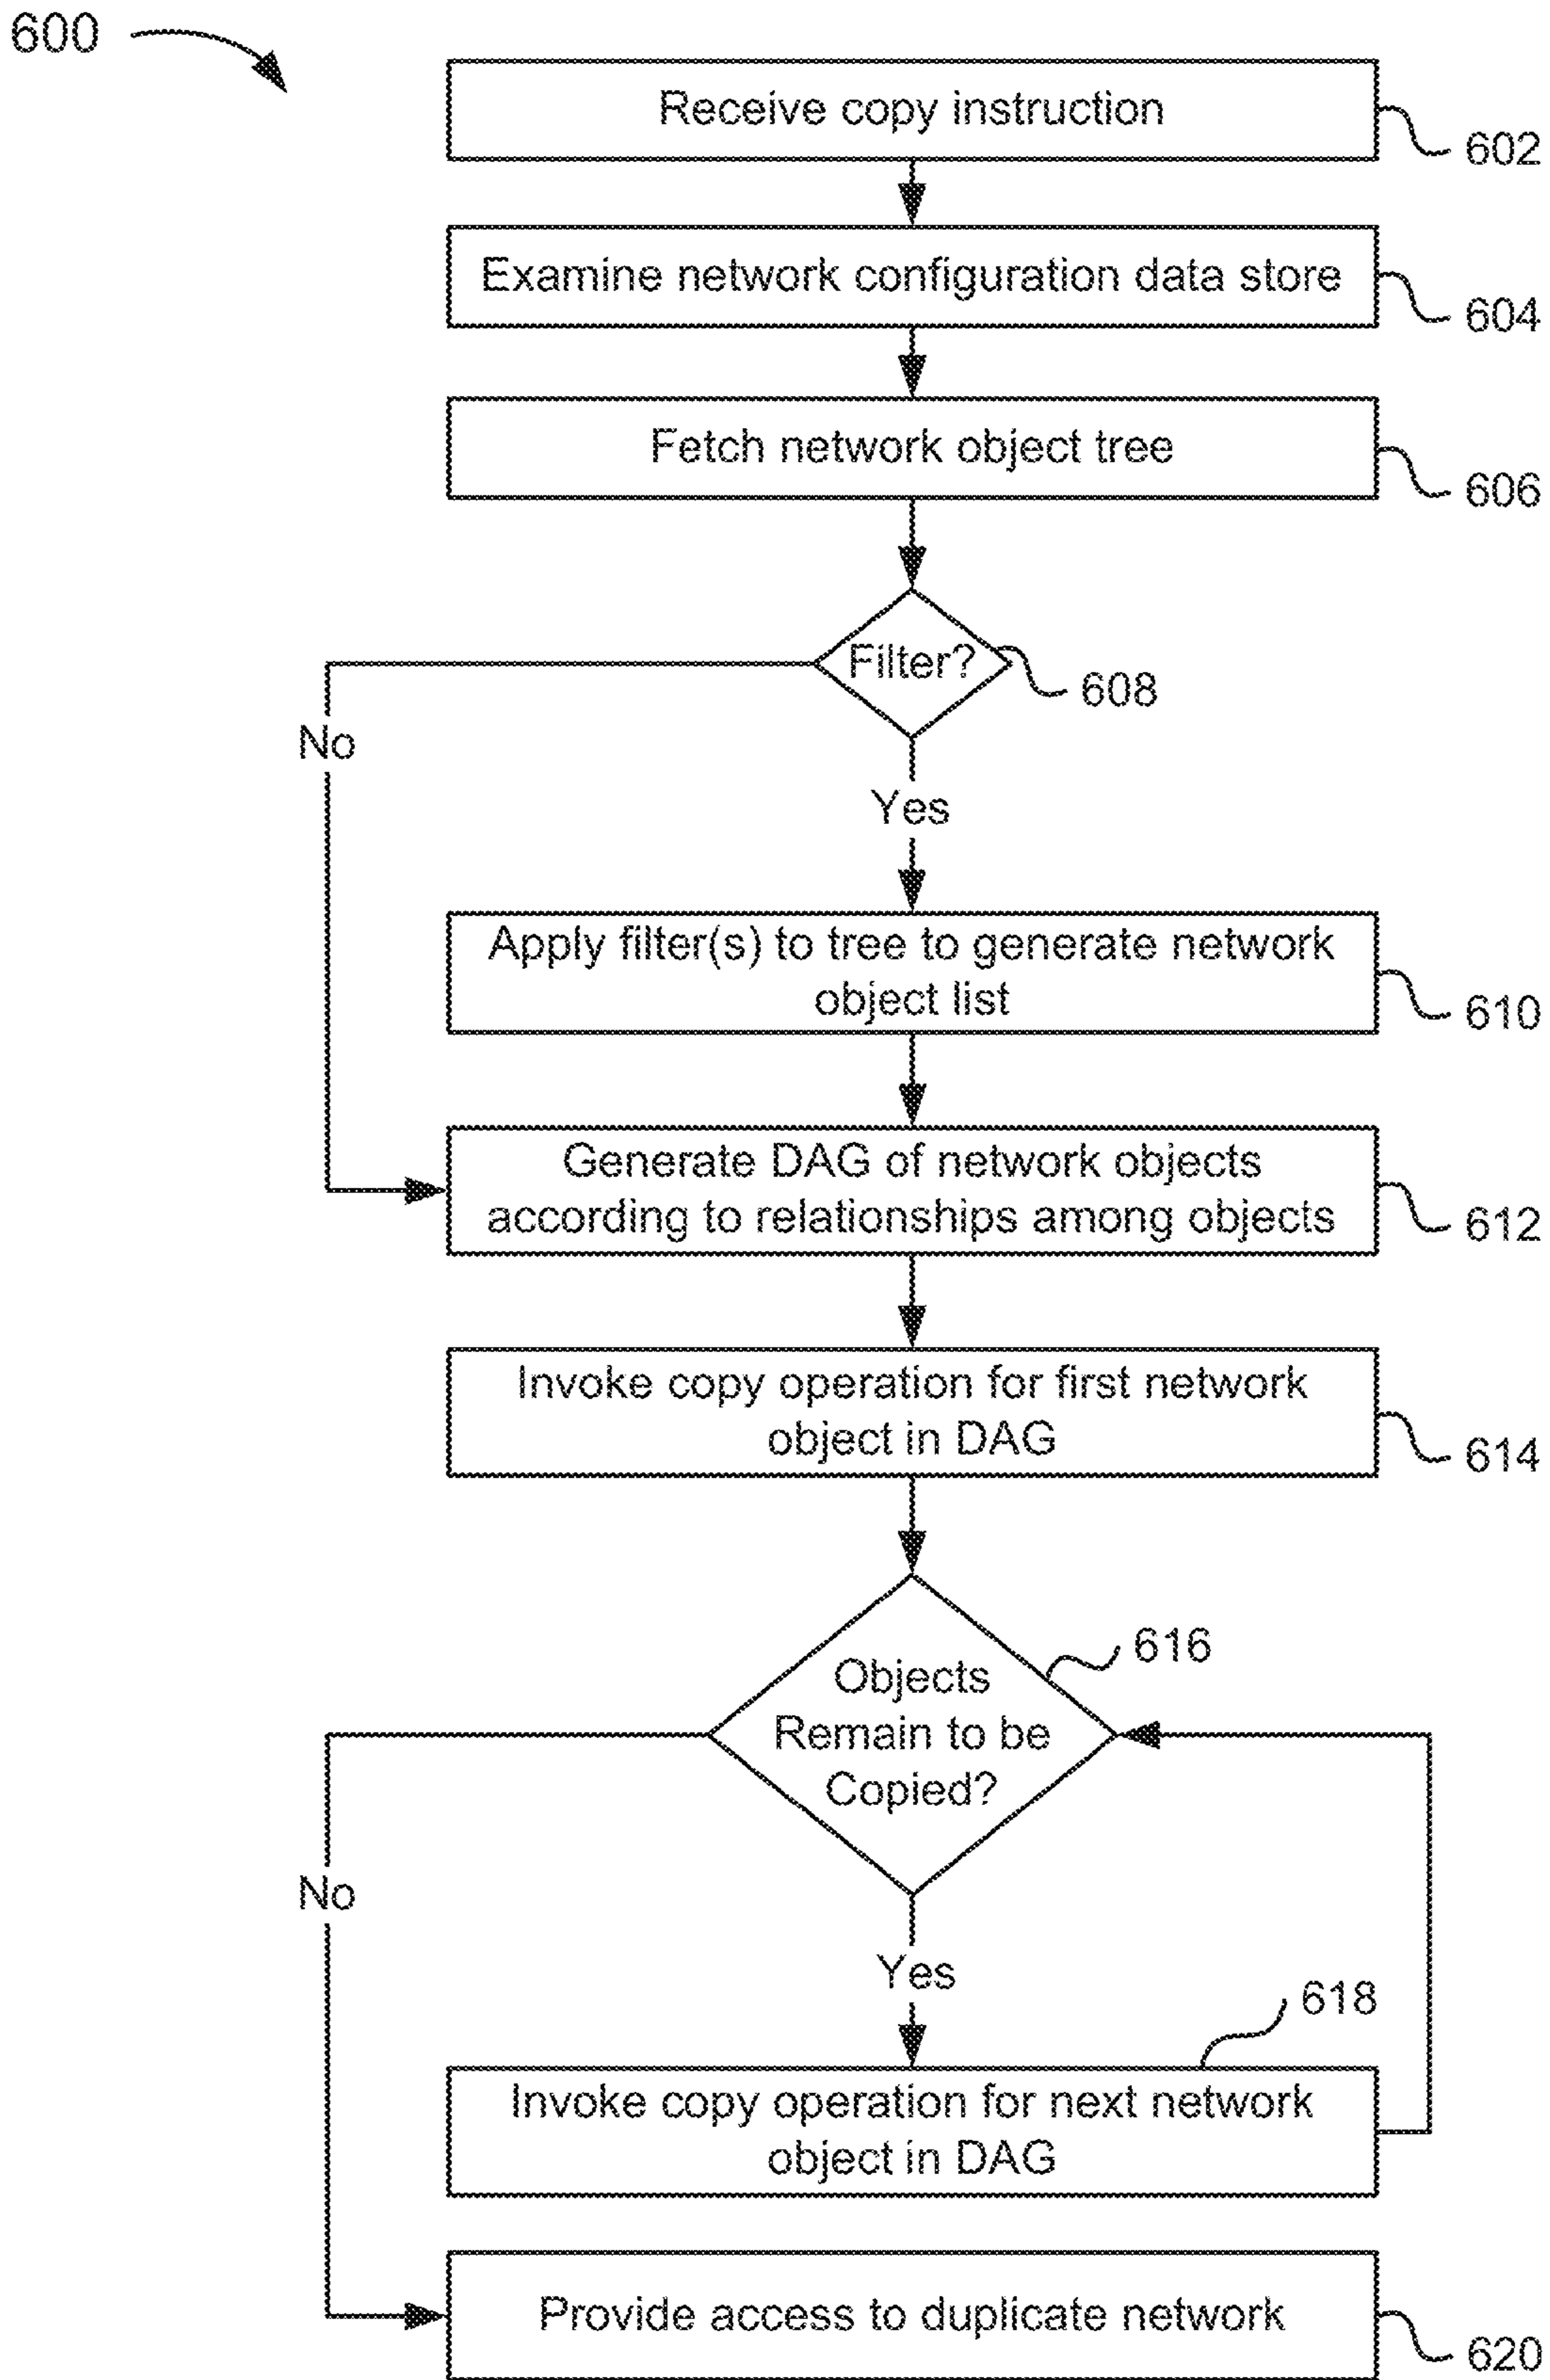 600
Receive copy instruction
602
Examine network configuration data store
604
Fetch network object tree
606
Filter?
608
No
Yes
Apply filter(s) to tree to generate network
object list
610
Generate DAG of network objects
according to relationships among objects
612
Invoke copy operation for first network
object in DAG
614
616
Objects
Remain to be
Copied?
No
Yes
618
Invoke copy operation for next network
object in DAG
Provide access to duplicate network
620